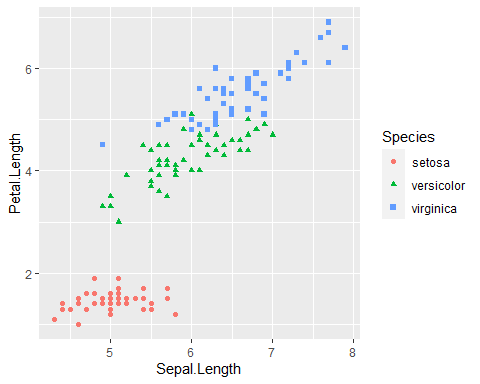 Petal.Length
6
4
2
5
6
7
8
Sepal.Length
Species
setosa
versicolor
virginica